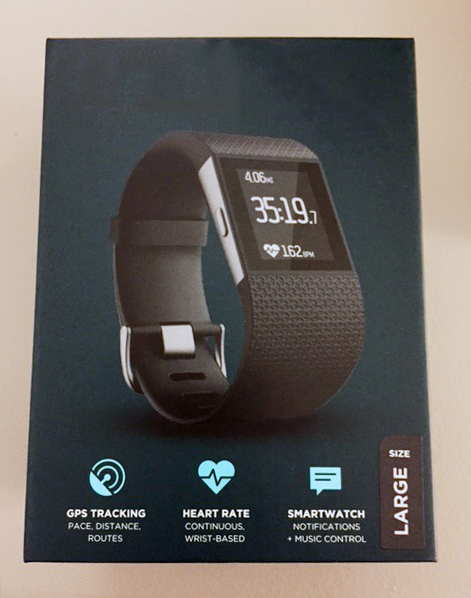 4.06MI
35:19.7
162BPM
GPS TRACKING
PACE, DISTANCE,
ROUTES
HEART RATE
CONTINUOUS,
WRIST-BASED
SMARTWATCH
NOTIFICATIONS
+ MUSIC CONTROL
SIZE
LARGE